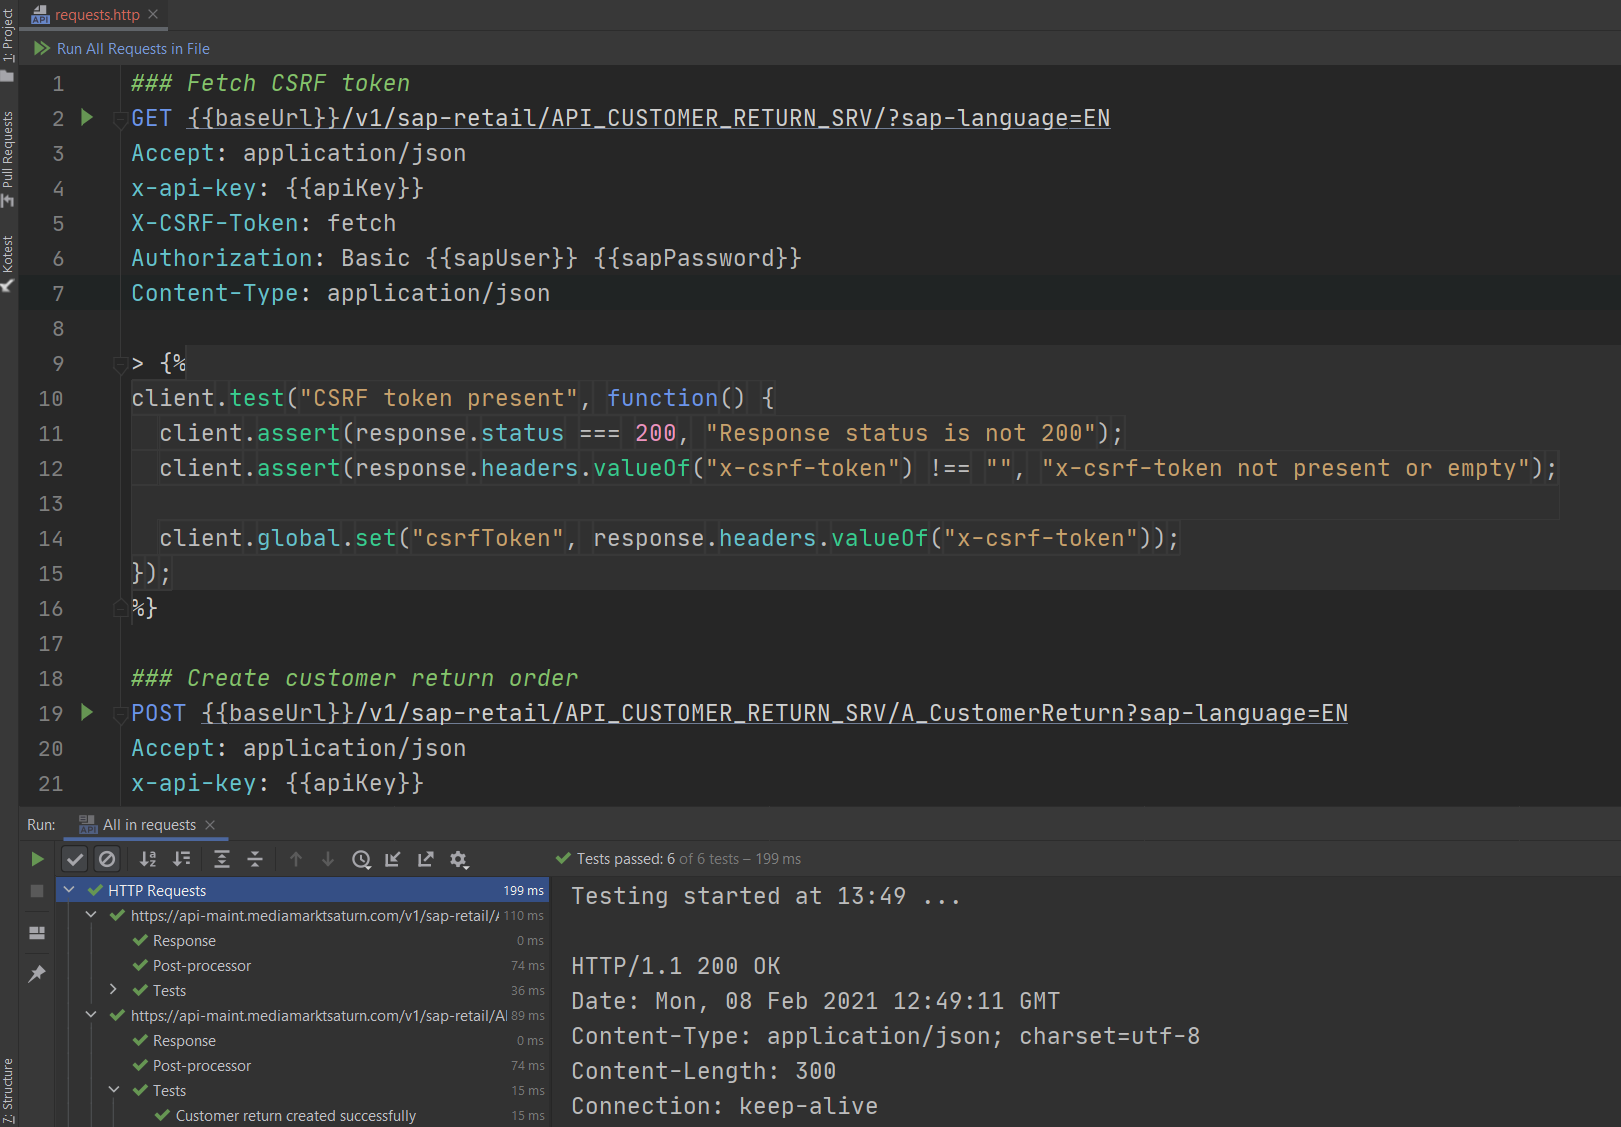 requests.http
Run All Requests in File
1: Project
Pull Requests
Kotest
7: Structure
1 ### Fetch CSRF token
2 GET {{baseUrl}}/v1/sap-retail/API_CUSTOMER_RETURN_SRV/?sap-language=EN
3 Accept: application/json
4 x-api-key: {{apiKey}}
5 X-CSRF-Token: fetch
6 Authorization: Basic {{sapUser}} {{sapPassword}}
7 Content-Type: application/json
8
9 > {%
10 client.test("CSRF token present", function() {
11 client.assert(response.status === 200, "Response status is not 200");
12 client.assert(response.headers.valueOf("x-csrf-token") !== "", "x-csrf-token not present or empty");
13
14 client.global.set("csrfToken", response.headers.valueOf("x-csrf-token"));
15 });
16 %}
17
18 ### Create customer return order
19 POST {{baseUrl}}/v1/sap-retail/API_CUSTOMER_RETURN_SRV/A_CustomerReturn?sap-language=EN
20 Accept: application/json
21 x-api-key: {{apiKey}}
Run: API All in requests
Tests passed: 6 of 6 tests – 199 ms
HTTP Requests 199 ms
https://api-maint.mediamarktsaturn.com/v1/sap-retail/A 110 ms
Response 0 ms
Post-processor 74 ms
Tests 36 ms
https://api-maint.mediamarktsaturn.com/v1/sap-retail/A 89 ms
Response 0 ms
Post-processor 74 ms
Tests 15 ms
Customer return created successfully 15 ms
Testing started at 13:49 ...
HTTP/1.1 200 OK
Date: Mon, 08 Feb 2021 12:49:11 GMT
Content-Type: application/json; charset=utf-8
Content-Length: 300
Connection: keep-alive